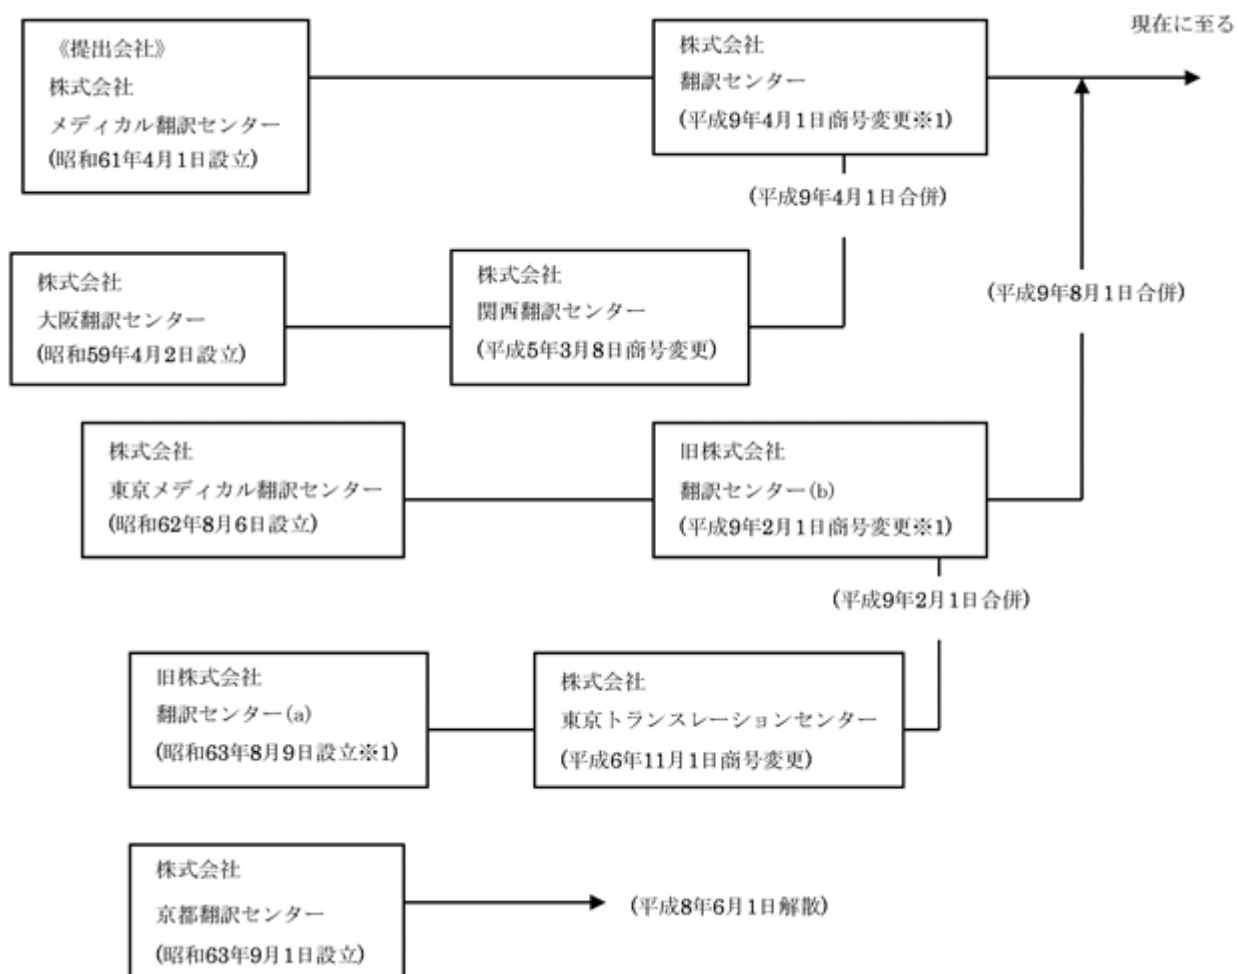 現在に至る
《提出会社》
株式会社
メディカル翻訳センター
(昭和61年4月1日設立)
株式会社
翻訳センター
(平成9年4月1日商号変更※1)
(平成9年4月1日合併)
株式会社
大阪翻訳センター
(昭和59年4月2日設立)
株式会社
関西翻訳センター
(平成5年3月8日商号変更)
(平成9年8月1日合併)
株式会社
東京メディカル翻訳センター
(昭和62年8月6日設立)
旧株式会社
翻訳センター(b)
(平成9年2月1日商号変更※1)
(平成9年2月1日合併)
旧株式会社
翻訳センター(a)
(昭和63年8月9日設立※1)
株式会社
東京トランスレーションセンター
(平成6年11月1日商号変更)
株式会社
京都翻訳センター
(昭和63年9月1日設立)
(平成8年6月1日解散)